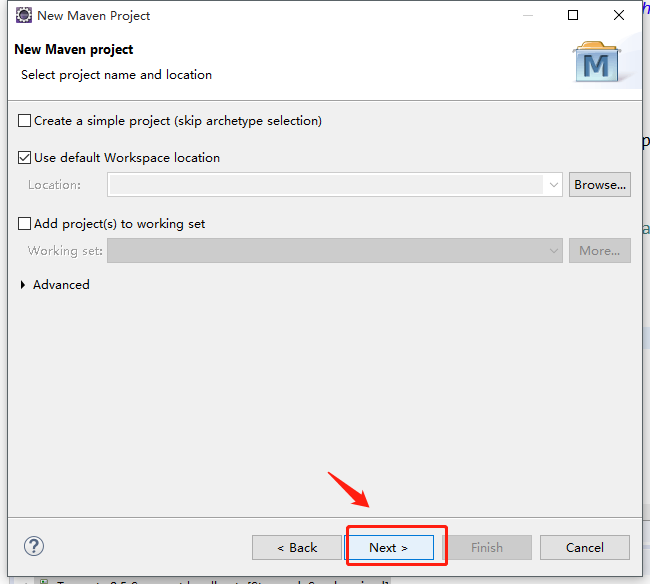 New Maven Project
New Maven project
Select project name and location
M
Create a simple project (skip archetype selection)
Use default Workspace location
Location:
Browse...
Add project(s) to working set
Working set:
More...
Advanced
?
< Back
Next >
Finish
Cancel